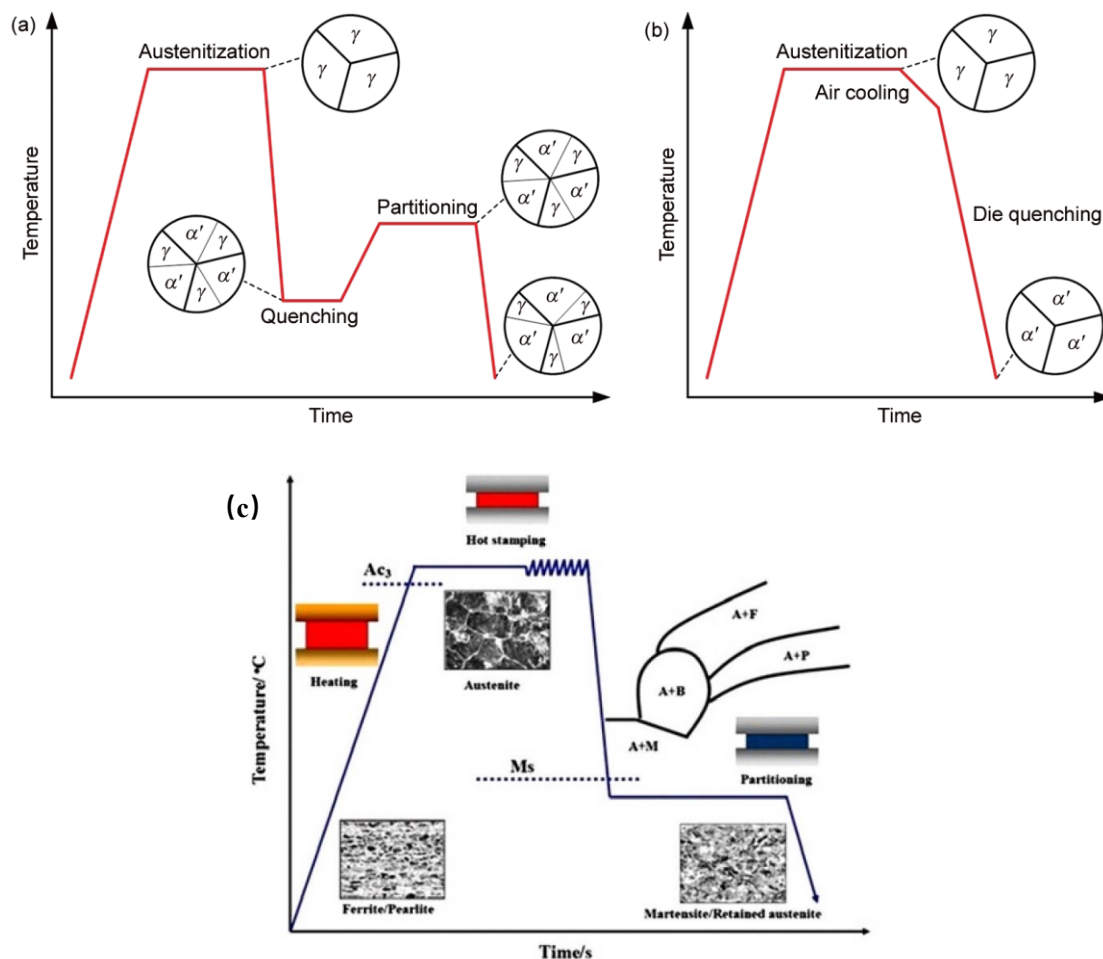 (a)
Temperature
Austenitization
γ
γ
γ
α′
γ
γ
α′
α′
γ
Quenching
Partitioning
α′
γ
γ
α′
α′
γ
α′
γ
γ
α′
α′
γ
Time
(b)
Temperature
Austenitization
Air cooling
γ
γ
γ
Die quenching
α′
α′
α′
Time
(c)
Temperature/°C
Hot stamping
Ac3
Heating
Austenite
A+F
A+P
A+B
A+M
Ms
Partitioning
Ferrite/Pearlite
Martensite/Retained austenite
Time/s